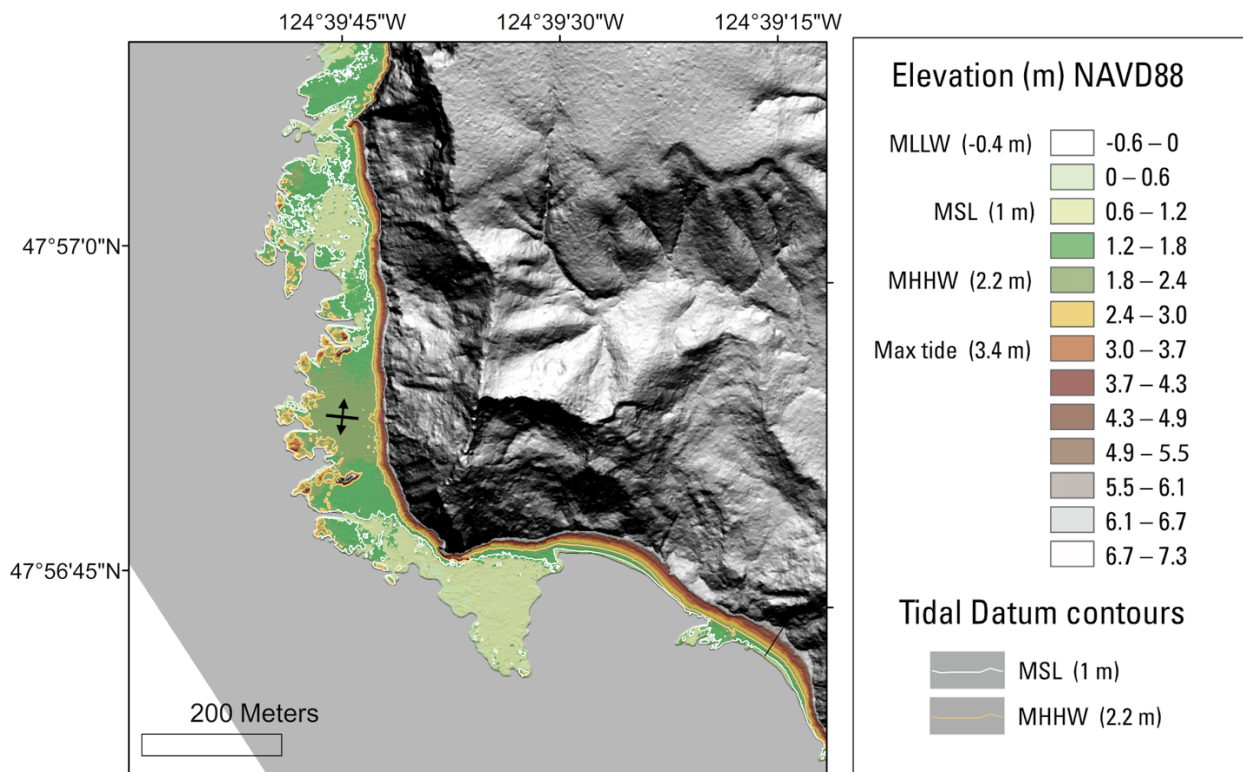 124°39'45"W 124°39'30"W 124°39'15"W
47°57'0"N
47°56'45"N
200 Meters
Elevation (m) NAVD88
MLLW (-0.4 m) -0.6 – 0
0 – 0.6
MSL (1 m) 0.6 – 1.2
1.2 – 1.8
MHHW (2.2 m) 1.8 – 2.4
2.4 – 3.0
Max tide (3.4 m) 3.0 – 3.7
3.7 – 4.3
4.3 – 4.9
4.9 – 5.5
5.5 – 6.1
6.1 – 6.7
6.7 – 7.3
Tidal Datum contours
MSL (1 m)
MHHW (2.2 m)